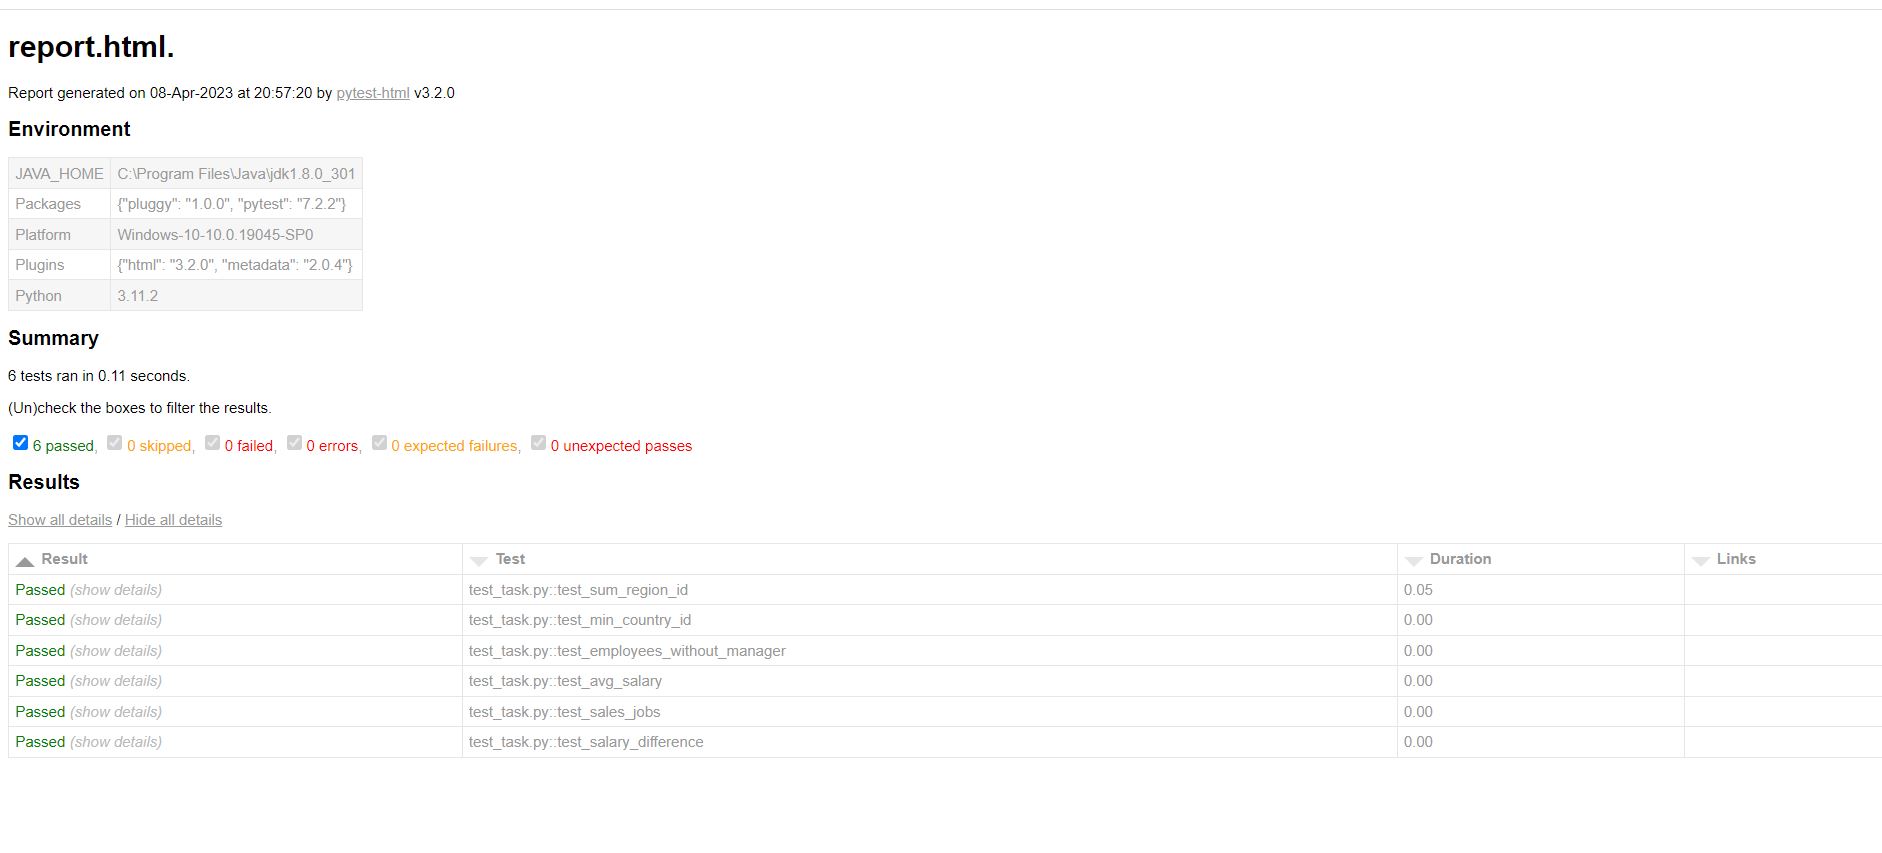 report.html.
Report generated on 08-Apr-2023 at 20:57:20 by pytest-html v3.2.0
Environment
JAVA_HOME C:\Program Files\Java\jdk1.8.0_301
Packages {"pluggy": "1.0.0", "pytest": "7.2.2"}
Platform Windows-10-10.0.19045-SP0
Plugins {"html": "3.2.0", "metadata": "2.0.4"}
Python 3.11.2
Summary
6 tests ran in 0.11 seconds.
(Un)check the boxes to filter the results.
6 passed, 0 skipped, 0 failed, 0 errors, 0 expected failures, 0 unexpected passes
Results
Show all details / Hide all details
Result Test Duration Links
Passed (show details) test_task.py::test_sum_region_id 0.05
Passed (show details) test_task.py::test_min_country_id 0.00
Passed (show details) test_task.py::test_employees_without_manager 0.00
Passed (show details) test_task.py::test_avg_salary 0.00
Passed (show details) test_task.py::test_sales_jobs 0.00
Passed (show details) test_task.py::test_salary_difference 0.00